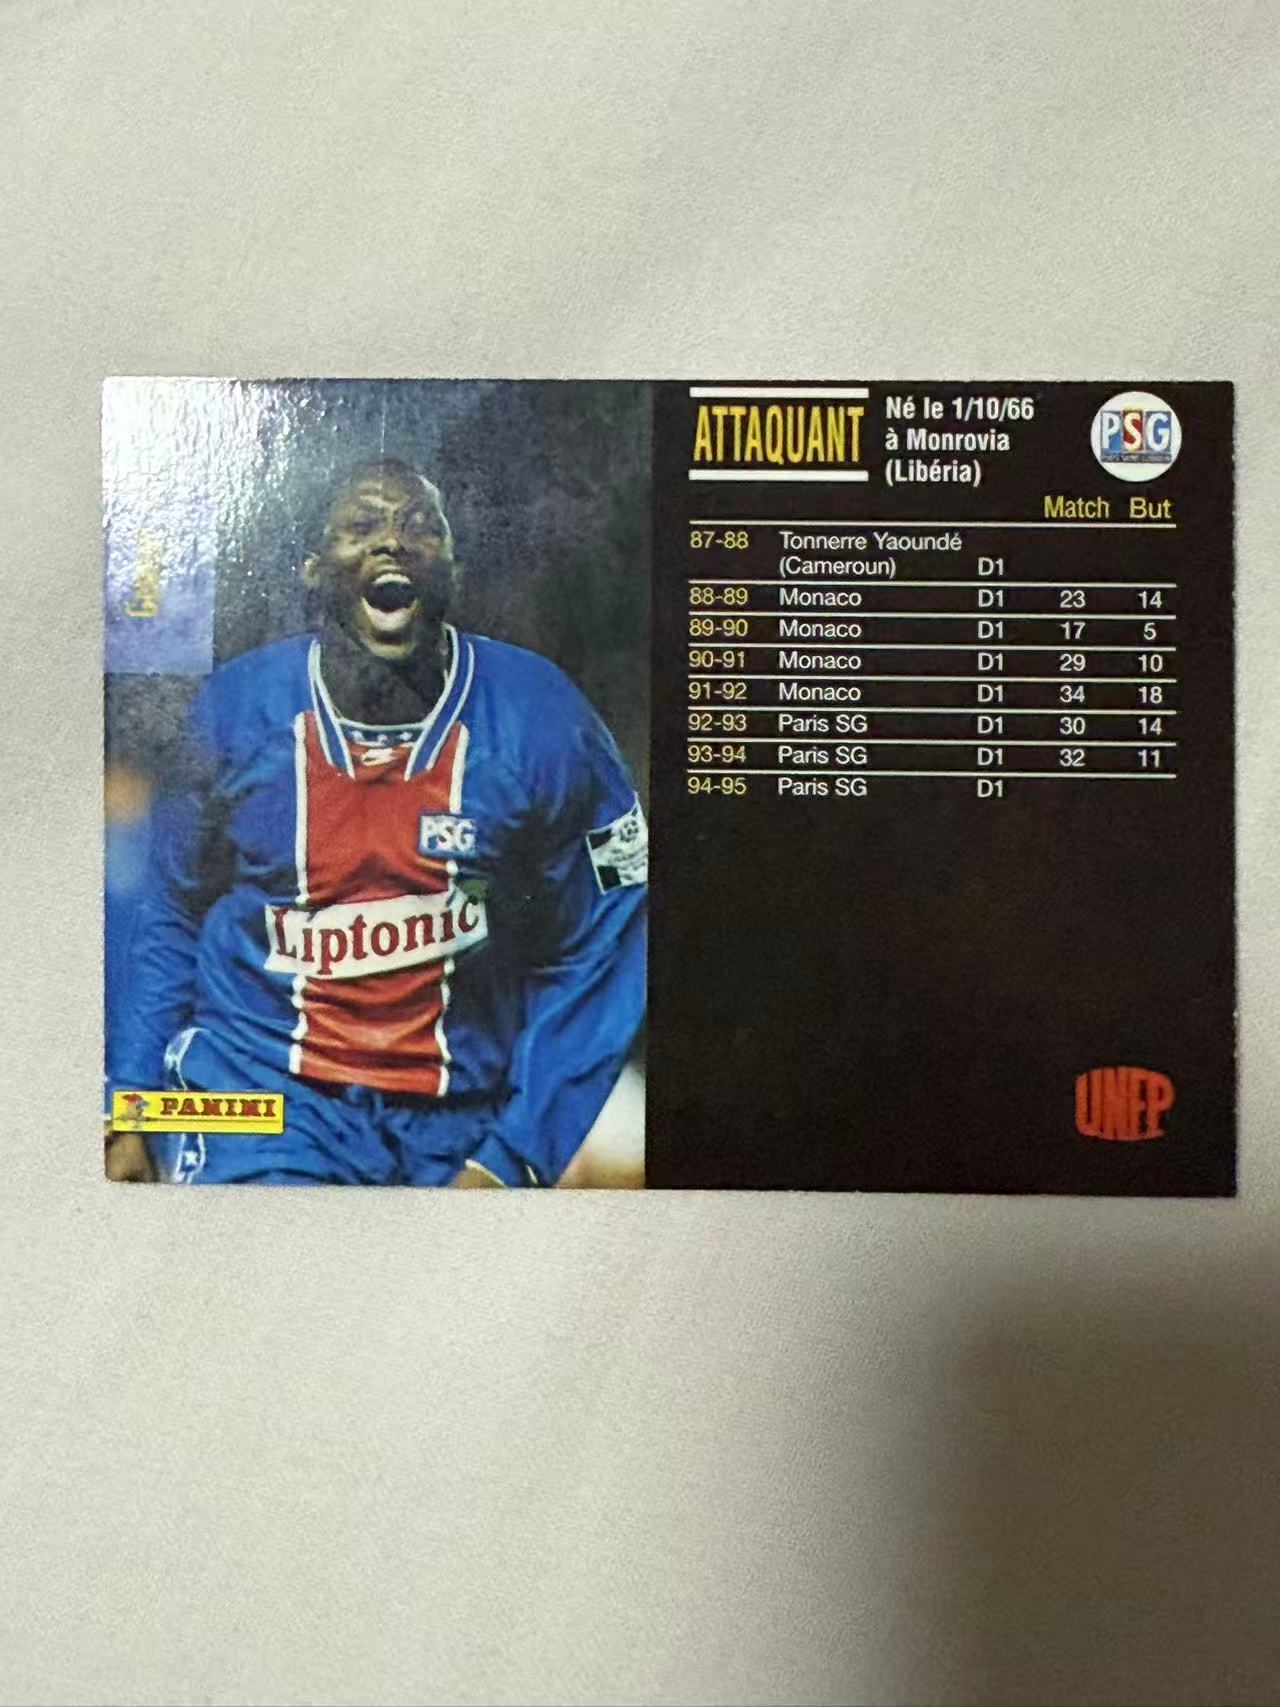 PSG
Liptonic
PANINI
ATTAQUANT
Né le 1/10/66
à Monrovia
(Libéria)
PSG
Match But
87-88 Tonnerre Yaoundé
(Cameroun) D1
88-89 Monaco D1 23 14
89-90 Monaco D1 17 5
90-91 Monaco D1 29 10
91-92 Monaco D1 34 18
92-93 Paris SG D1 30 14
93-94 Paris SG D1 32 11
94-95 Paris SG D1
UNFP